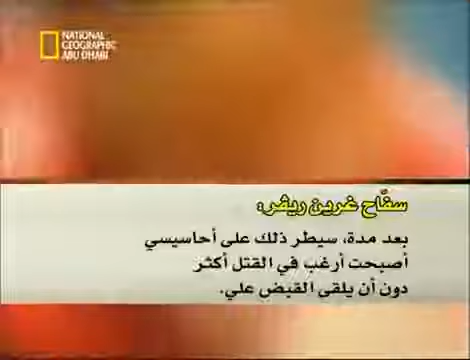 NATIONAL
GEOGRAPHIC
ABU DHABI
سفّاح غرين ريڤر:
بعد مدة، سيطر ذلك على أحاسيسي
أصبحت أرغب في القتل أكثر
دون أن يلقى القبض علي.